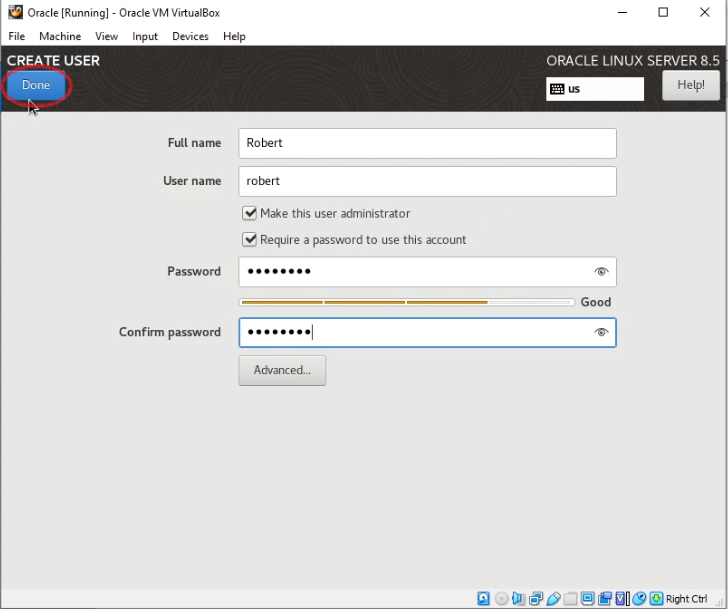 Oracle [Running] - Oracle VM VirtualBox
File Machine View Input Devices Help
CREATE USER
ORACLE LINUX SERVER 8.5
Done
us
Help!
Full name
Robert
User name
robert
Make this user administrator
Require a password to use this account
Password
●●●●●●●●
Good
Confirm password
●●●●●●●●
Advanced...
Right Ctrl